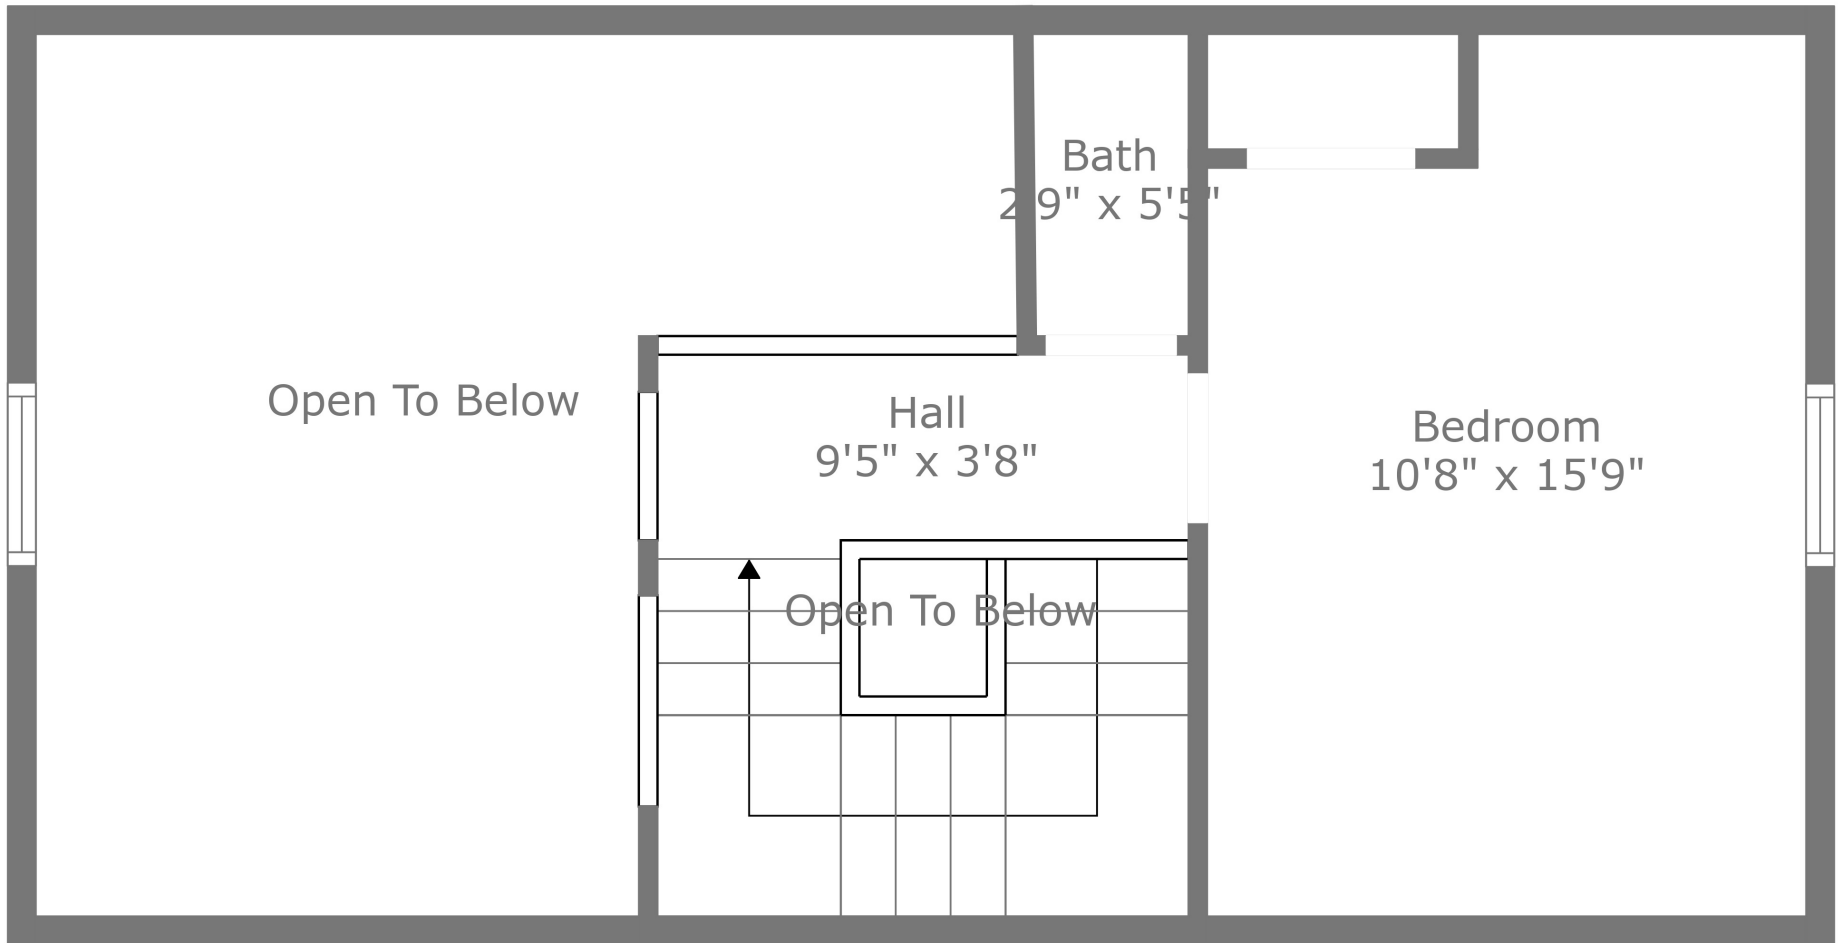 Bath
2'9" x 5'5"
Open To Below
Hall
9'5" x 3'8"
Bedroom
10'8" x 15'9"
Open To Below